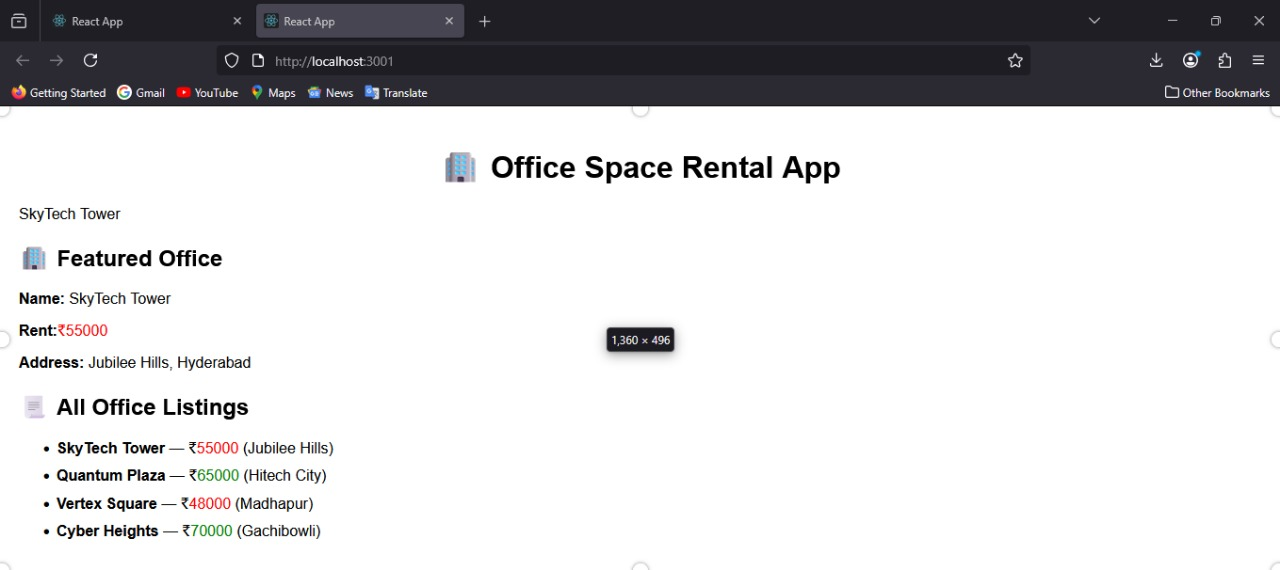 React App
React App
http://localhost:3001
Getting Started Gmail YouTube Maps News Translate Other Bookmarks
Office Space Rental App
SkyTech Tower
Featured Office
Name: SkyTech Tower
Rent:₹55000
1,360 × 496
Address: Jubilee Hills, Hyderabad
All Office Listings
• SkyTech Tower — ₹55000 (Jubilee Hills)
• Quantum Plaza — ₹65000 (Hitech City)
• Vertex Square — ₹48000 (Madhapur)
• Cyber Heights — ₹70000 (Gachibowli)